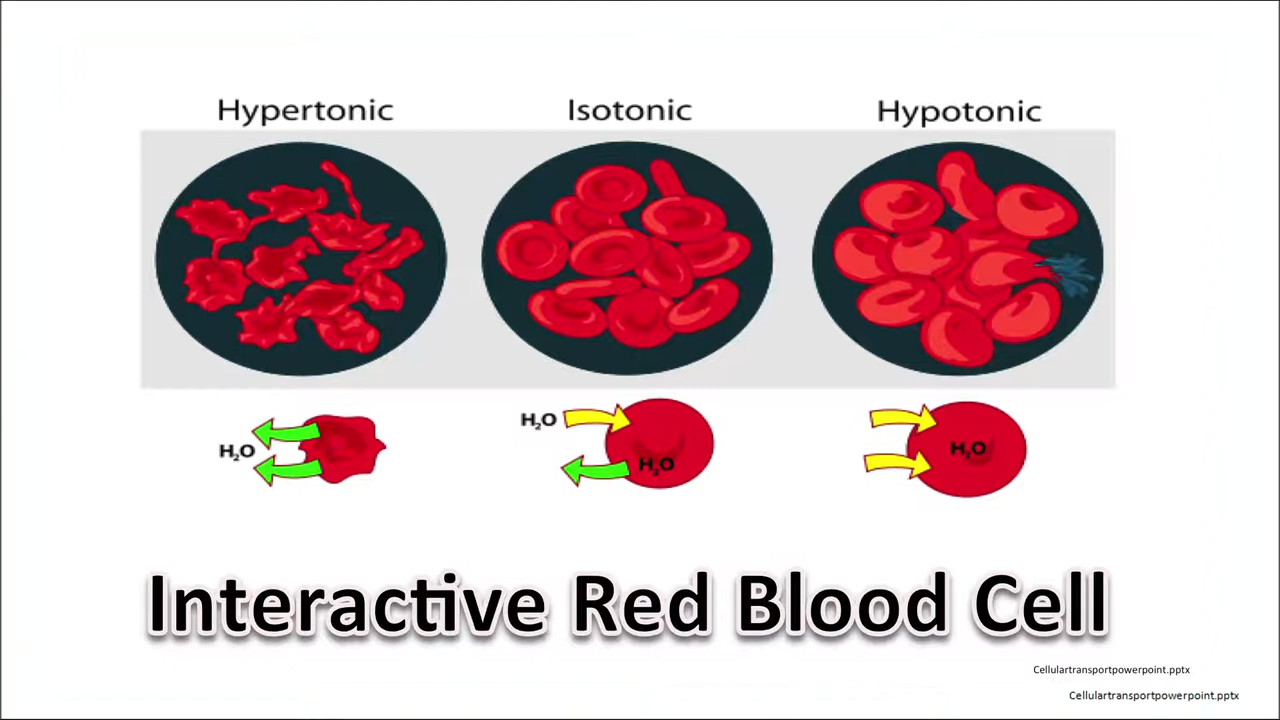 Hypertonic Isotonic Hypotonic
H₂O
H₂O
H₂O
H₂O
Interactive Red Blood Cell
Cellulartransportpowerpoint.pptx
Cellulartransportpowerpoint.pptx